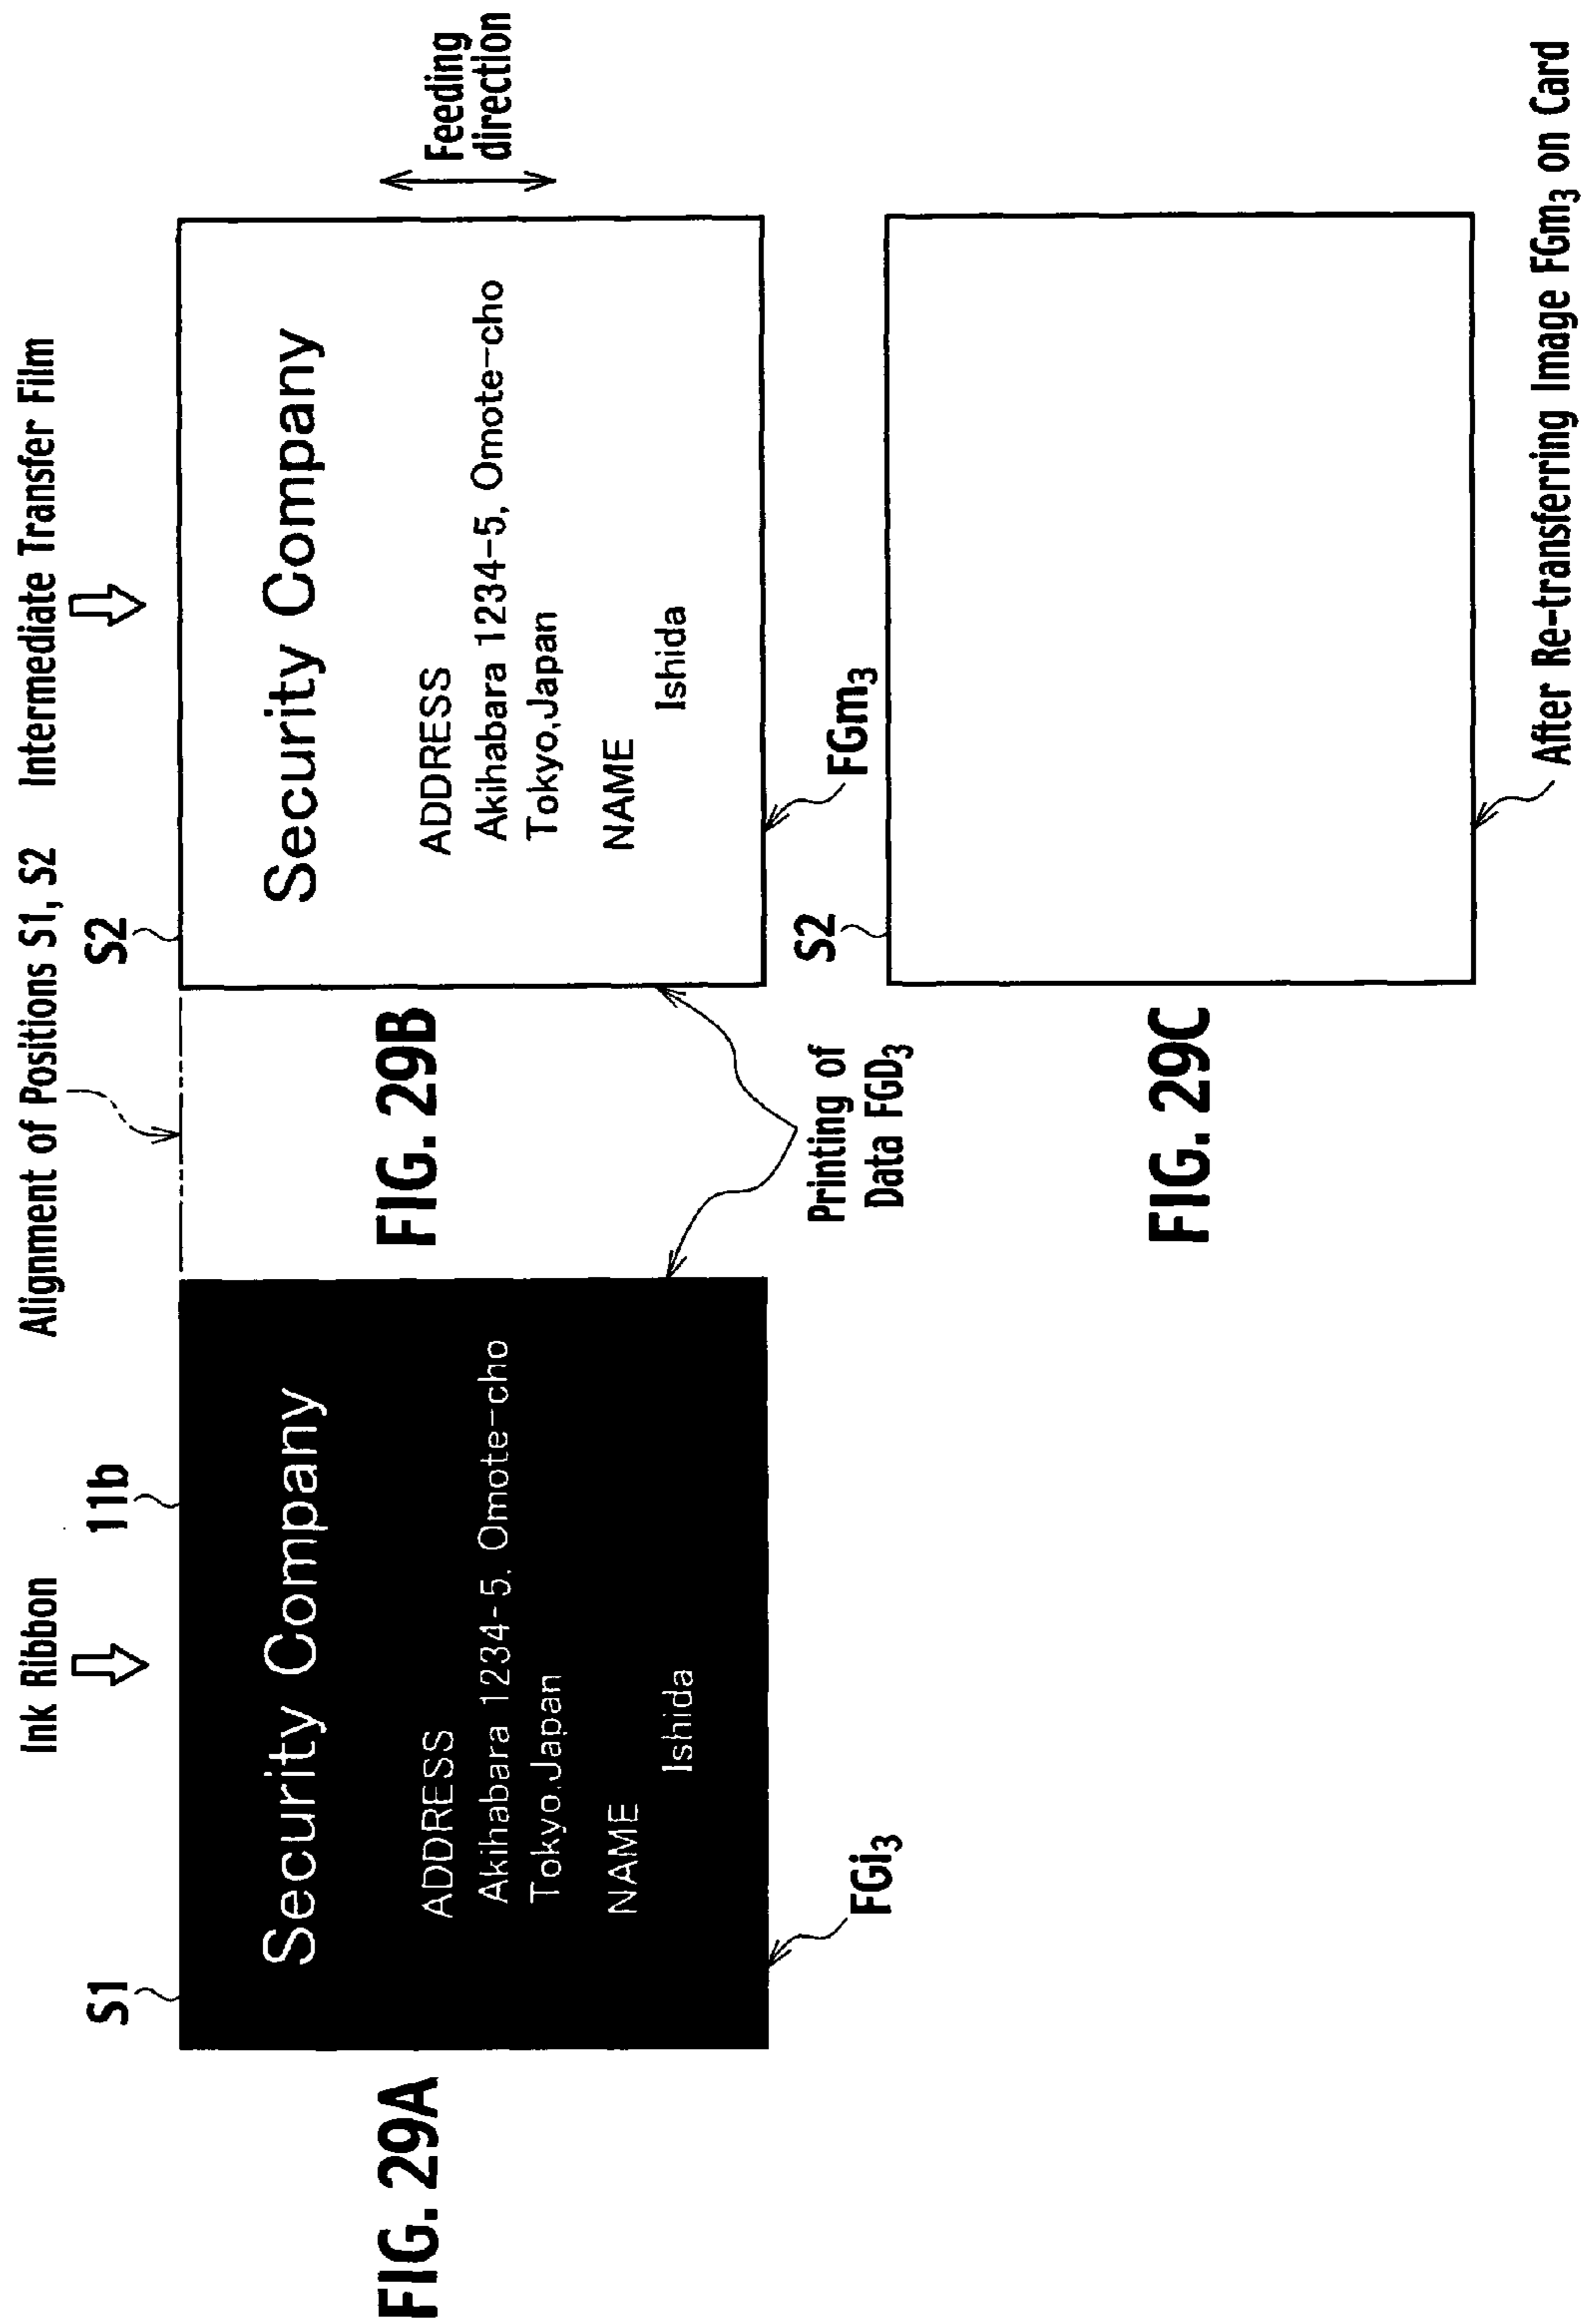 Ink Ribbon
Alignment of Positions S1, S2
Intermediate Transfer Film
S1
11b
S2
FIG. 29A
Security Company
ADDRESS
Akihabara 1234-5, Omote-cho
Tokyo,Japan
NAME
Ishida
FGi3
FIG. 29B
Security Company
ADDRESS
Akihabara 1234-5, Omote-cho
Tokyo,Japan
NAME
Ishida
Feeding
direction
Printing of
Data FGD3
FGm3
S2
FIG. 29C
After Re-transferring Image FGm3 on Card